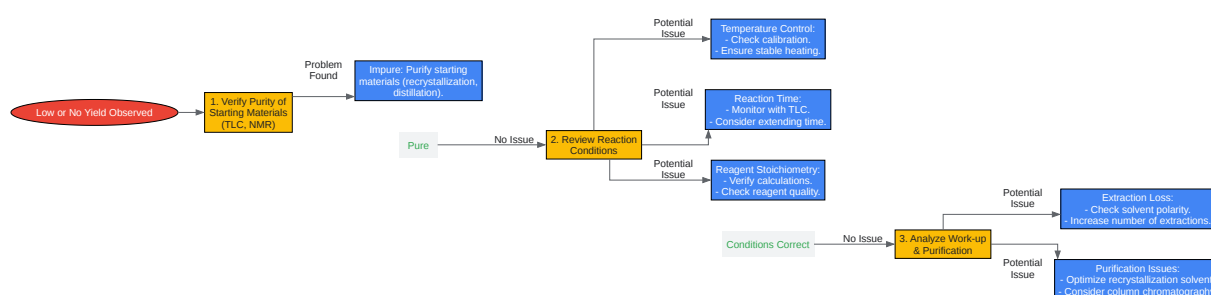 Low or No Yield Observed
1. Verify Purity of
Starting Materials
(TLC, NMR)
Problem
Found
Impure: Purify starting
materials (recrystallization,
distillation).
Pure
No Issue
2. Review Reaction
Conditions
Potential
Issue
Temperature Control:
- Check calibration.
- Ensure stable heating.
Potential
Issue
Reaction Time:
- Monitor with TLC.
- Consider extending time.
Potential
Issue
Reagent Stoichiometry:
- Verify calculations.
- Check reagent quality.
Conditions Correct
No Issue
3. Analyze Work-up
& Purification
Potential
Issue
Extraction Loss:
- Check solvent polarity.
- Increase number of extractions.
Potential
Issue
Purification Issues:
- Optimize recrystallization solvent
- Consider column chromatography